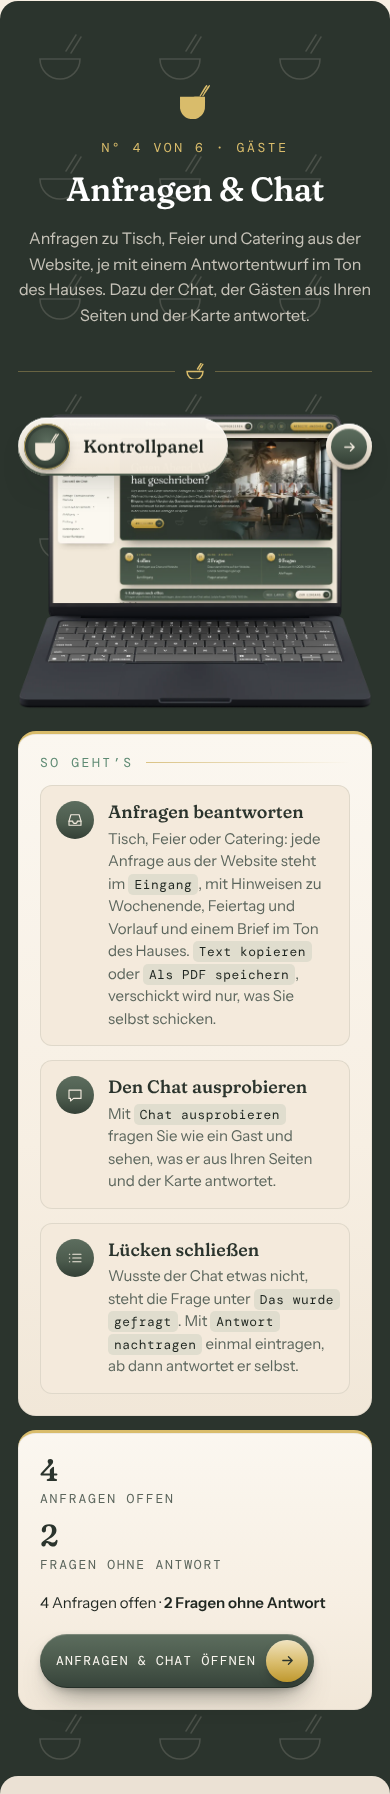 N° 4 VON 6 · GÄSTE
Anfragen & Chat
Anfragen zu Tisch, Feier und Catering aus der
Website, je mit einem Antwortentwurf im Ton
des Hauses. Dazu der Chat, der Gästen aus Ihren
Seiten und der Karte antwortet.
Kontrollpanel
hat geschrieben?
SO GEHT'S
Anfragen beantworten
Tisch, Feier oder Catering: jede
Anfrage aus der Website steht
im Eingang, mit Hinweisen zu
Wochenende, Feiertag und
Vorlauf und einem Brief im Ton
des Hauses. Text kopieren
oder Als PDF speichern,
verschickt wird nur, was Sie
selbst schicken.
Den Chat ausprobieren
Mit Chat ausprobieren
fragen Sie wie ein Gast und
sehen, was er aus Ihren Seiten
und der Karte antwortet.
Lücken schließen
Wusste der Chat etwas nicht,
steht die Frage unter Das wurde
gefragt. Mit Antwort
nachtragen einmal eintragen,
ab dann antwortet er selbst.
4
ANFRAGEN OFFEN
2
FRAGEN OHNE ANTWORT
4 Anfragen offen · 2 Fragen ohne Antwort
ANFRAGEN & CHAT ÖFFNEN